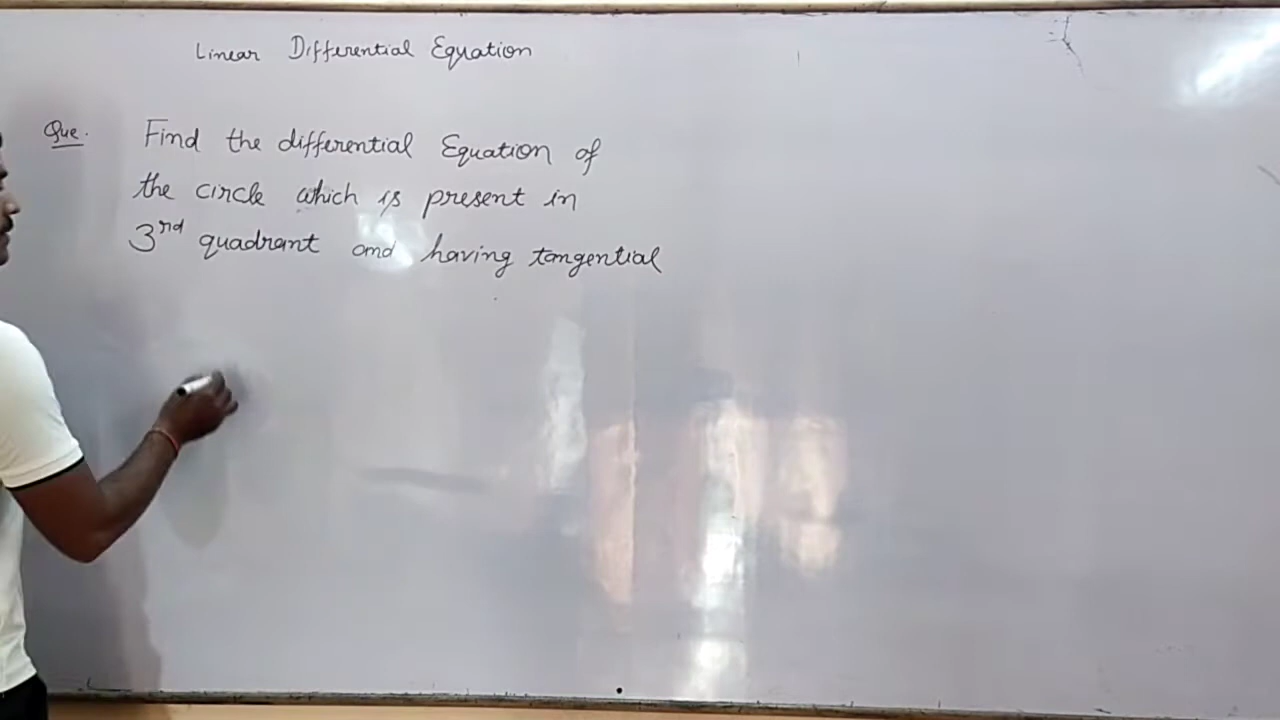 Linear Differential Equation
Que. Find the differential Equation of
the circle which is present in
3rd quadrant and having tangential